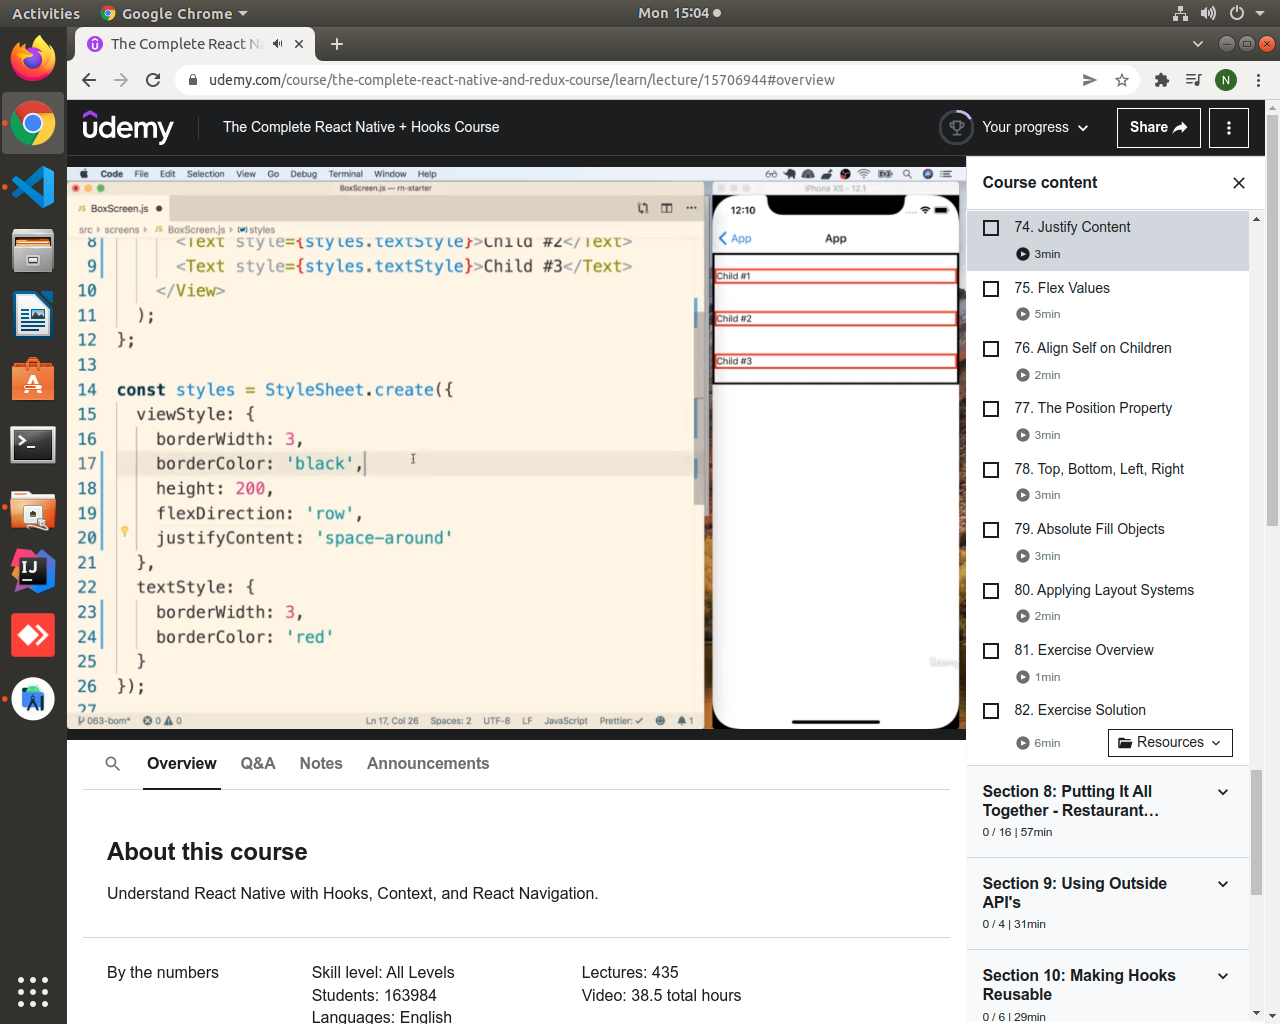 Activities
Google Chrome
Mon 15:04
The Complete React Na
udemy.com/course/the-complete-react-native-and-redux-course/learn/lecture/15706944#overview
N
udemy
The Complete React Native + Hooks Course
Your progress
Share
Code File Edit Selection View Go Debug Terminal Window Help
BoxScreen.js — rn-starter
JS BoxScreen.js
src › screens › JS BoxScreen.js › styles
8 <Text style={styles.textStyle}>Child #2</Text>
9 <Text style={styles.textStyle}>Child #3</Text>
10 </View>
11 );
12 };
13
14 const styles = StyleSheet.create({
15 viewStyle: {
16 borderWidth: 3,
17 borderColor: 'black',
18 height: 200,
19 flexDirection: 'row',
20 justifyContent: 'space-around'
21 },
22 textStyle: {
23 borderWidth: 3,
24 borderColor: 'red'
25 }
26 });
27
063-bom* 0 0 Ln 17, Col 26 Spaces: 2 UTF-8 LF JavaScript Prettier: ✓ 1
iPhone XS - 12.1
12:10
App App
Child #1
Child #2
Child #3
Udemy
Course content
74. Justify Content
3min
75. Flex Values
5min
76. Align Self on Children
2min
77. The Position Property
3min
78. Top, Bottom, Left, Right
3min
79. Absolute Fill Objects
3min
80. Applying Layout Systems
2min
81. Exercise Overview
1min
82. Exercise Solution
6min
Resources
Section 8: Putting It All
Together - Restaurant…
0 / 16 | 57min
Section 9: Using Outside
API's
0 / 4 | 31min
Section 10: Making Hooks
Reusable
0 / 6 | 29min
Overview Q&A Notes Announcements
About this course
Understand React Native with Hooks, Context, and React Navigation.
By the numbers
Skill level: All Levels
Students: 163984
Languages: English
Lectures: 435
Video: 38.5 total hours